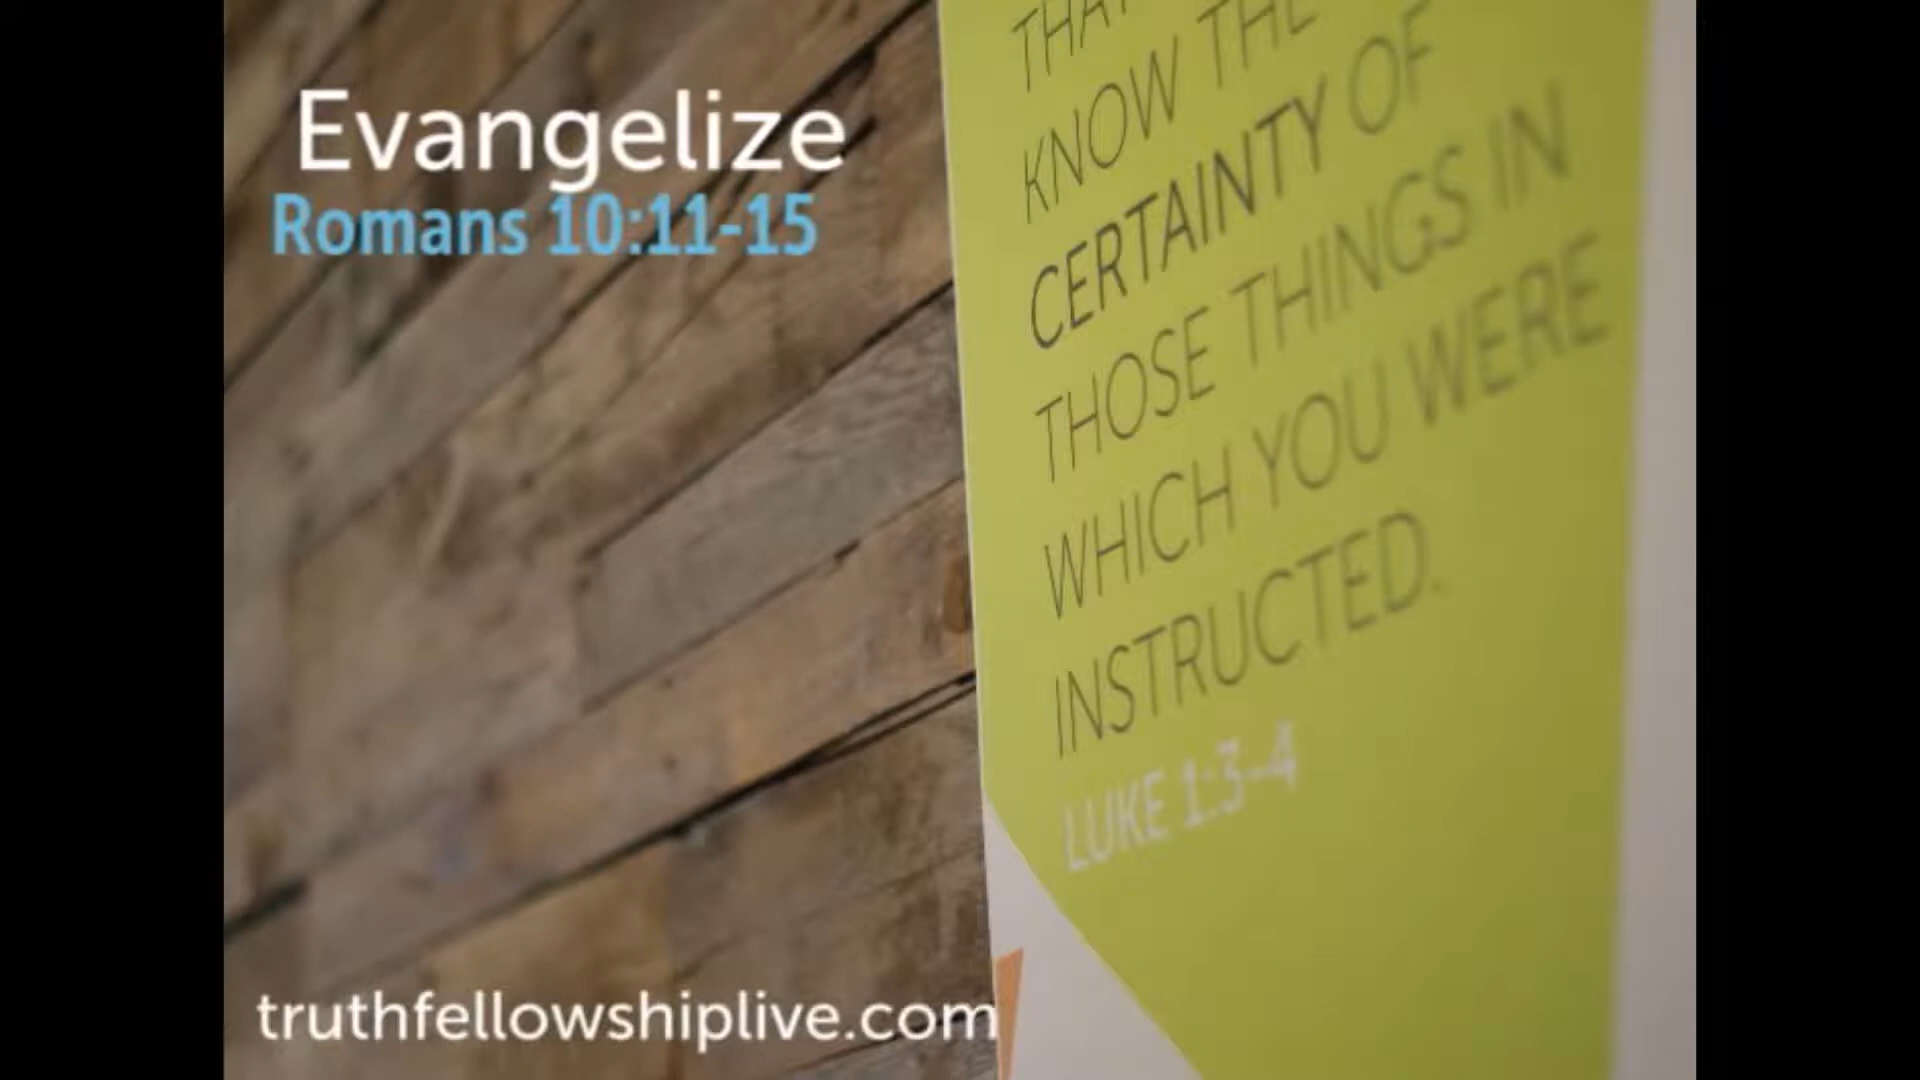 Evangelize
Romans 10:11-15
truthfellowshiplive.com
THAT
KNOW THE
CERTAINTY OF
THOSE THINGS IN
WHICH YOU WERE
INSTRUCTED.
LUKE 1:3-4